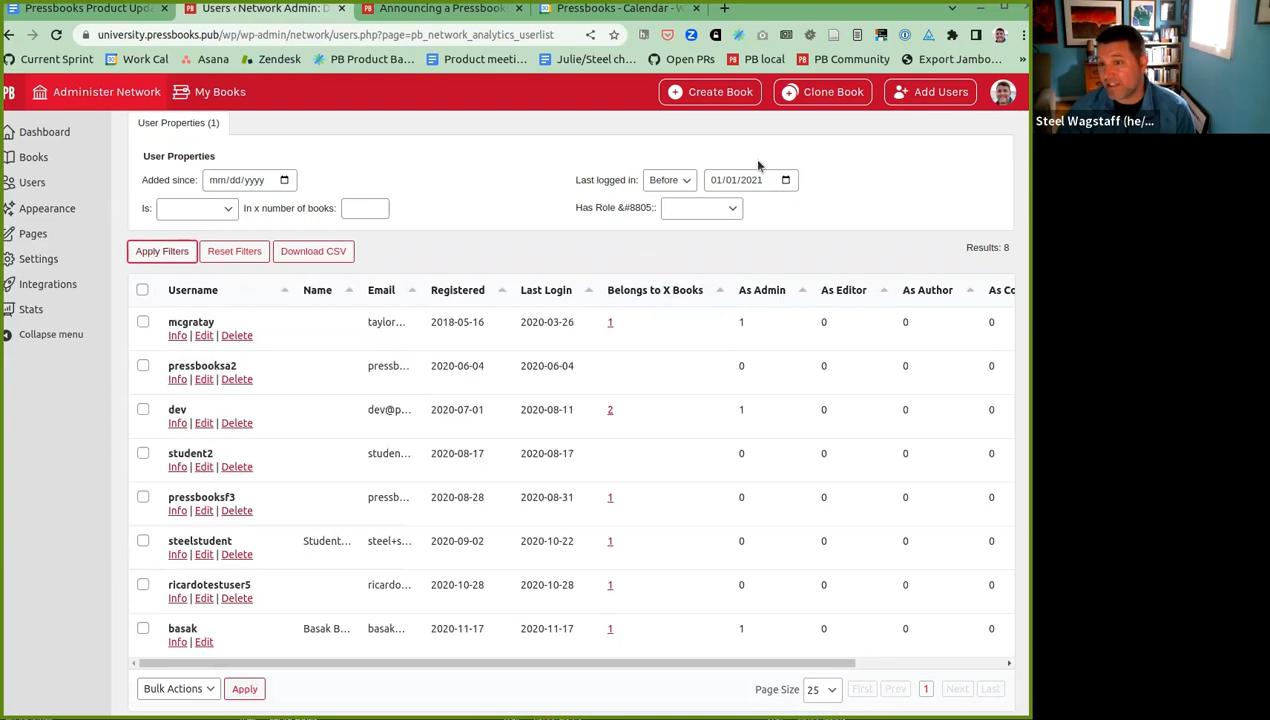 Pressbooks Product Upda
Users ‹ Network Admin: D
Announcing a Pressbook
Pressbooks - Calendar - W
university.pressbooks.pub/wp/wp-admin/network/users.php?page=pb_network_analytics_userlist
Current Sprint Work Cal Asana Zendesk PB Product Ba... Product meeti... Julie/Steel ch... Open PRs PB local PB Community Export Jambo... »
PB Administer Network My Books Create Book Clone Book Add Users
Steel Wagstaff (he/...
Dashboard
Books
Users
Appearance
Pages
Settings
Integrations
Stats
Collapse menu
User Properties (1)
User Properties
Added since: mm/dd/yyyy Last logged in: Before 01/01/2021
Is: In x number of books: Has Role &#8805;:
Apply Filters Reset Filters Download CSV Results: 8
Username Name Email Registered Last Login Belongs to X Books As Admin As Editor As Author As Co
mcgratay taylor... 2018-05-16 2020-03-26 1 1 0 0 0
Info | Edit | Delete
pressbooksa2 pressb... 2020-06-04 2020-06-04 0 0 0 0
Info | Edit | Delete
dev dev@p... 2020-07-01 2020-08-11 2 1 0 0 0
Info | Edit | Delete
student2 studen... 2020-08-17 2020-08-17 0 0 0 0
Info | Edit | Delete
pressbooksf3 pressb... 2020-08-28 2020-08-31 1 0 0 0 0
Info | Edit | Delete
steelstudent Student... steel+s... 2020-09-02 2020-10-22 1 0 0 0 0
Info | Edit | Delete
ricardotestuser5 ricardo... 2020-10-28 2020-10-28 1 0 0 0 0
Info | Edit | Delete
basak Basak B... basak... 2020-11-17 2020-11-17 1 1 0 0 0
Info | Edit
Bulk Actions Apply Page Size 25 First Prev 1 Next Last